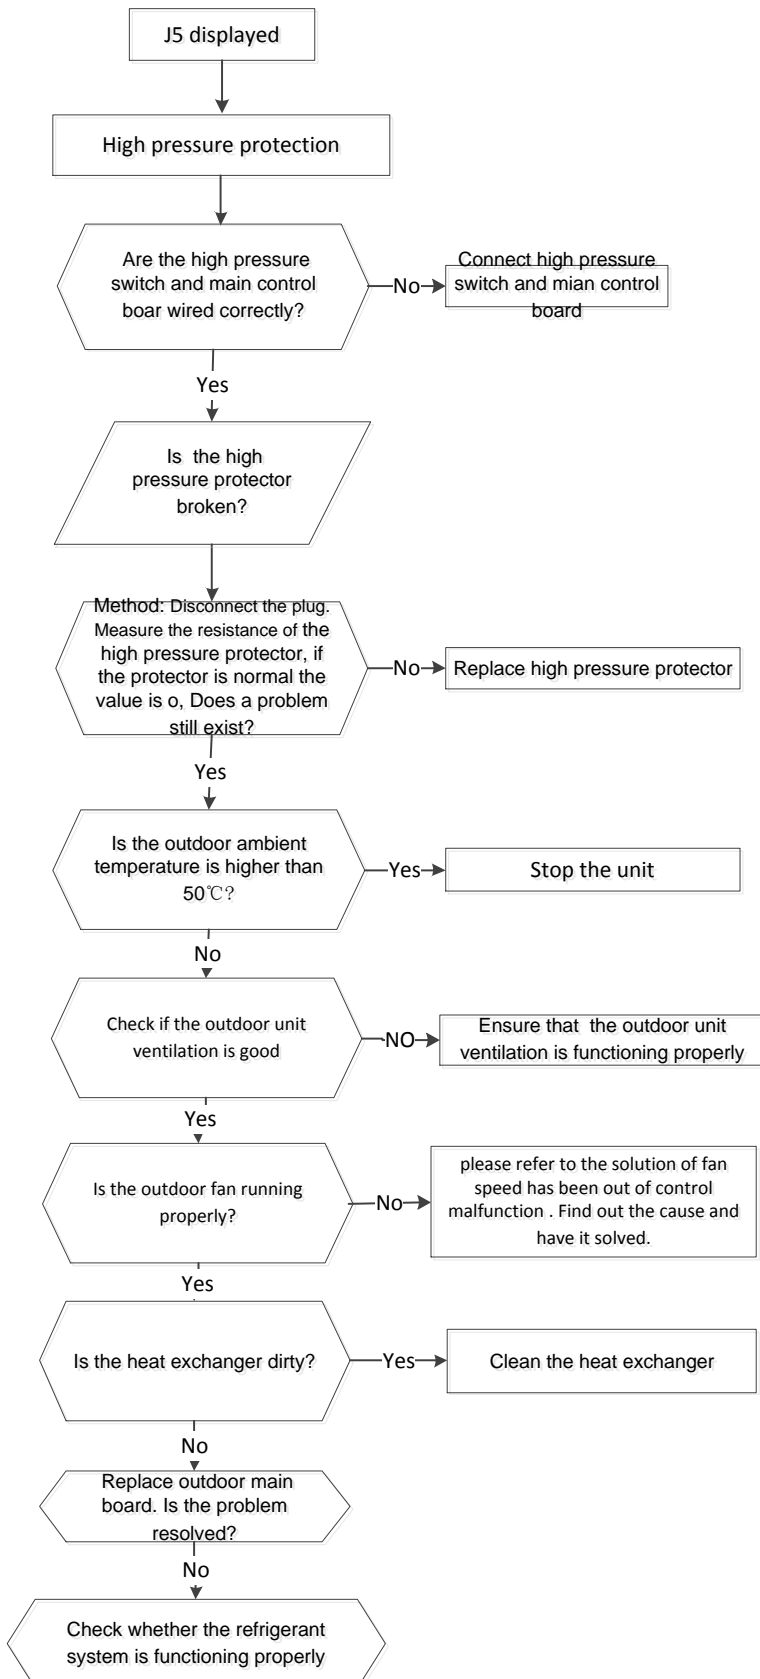 J5 displayed
High pressure protection
Are the high pressure
switch and main control
boar wired correctly?
No
Connect high pressure
switch and mian control
board
Yes
Is the high
pressure protector
broken?
Method: Disconnect the plug.
Measure the resistance of the
high pressure protector, if
the protector is normal the
value is o, Does a problem
still exist?
No
Replace high pressure protector
Yes
Is the outdoor ambient
temperature is higher than
50℃?
Yes
Stop the unit
No
Check if the outdoor unit
ventilation is good
NO
Ensure that the outdoor unit
ventilation is functioning properly
Yes
Is the outdoor fan running
properly?
No
please refer to the solution of fan
speed has been out of control
malfunction . Find out the cause and
have it solved.
Yes
Is the heat exchanger dirty?
Yes
Clean the heat exchanger
No
Replace outdoor main
board. Is the problem
resolved?
No
Check whether the refrigerant
system is functioning properly